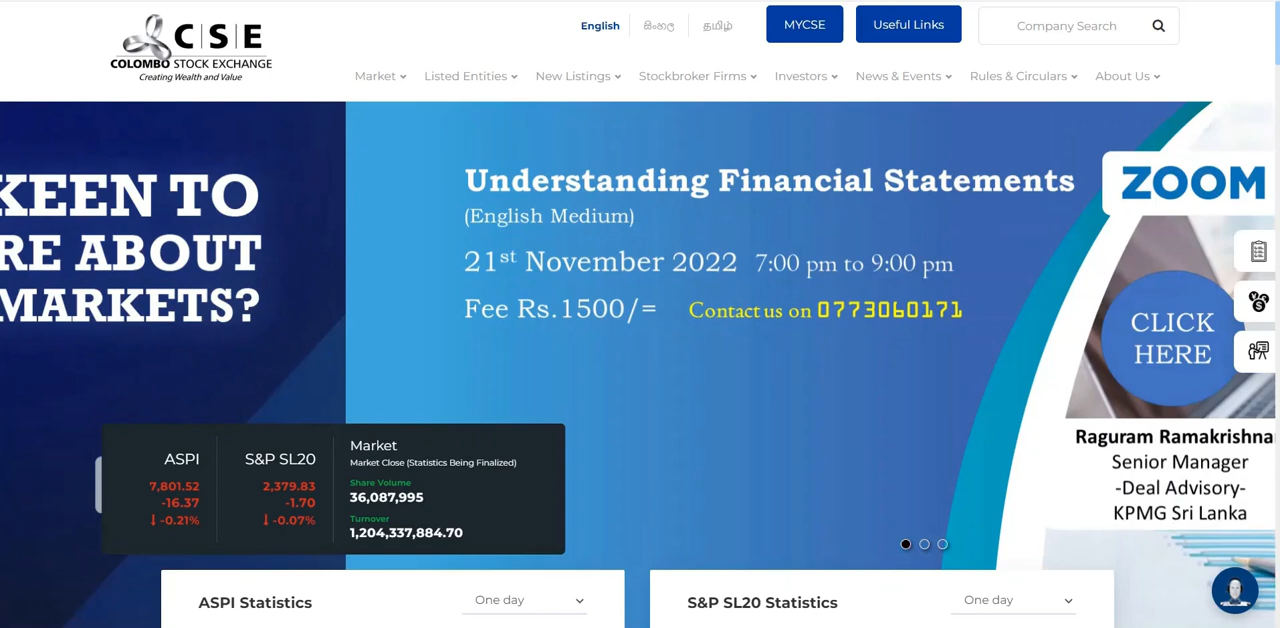 CSE
COLOMBO STOCK EXCHANGE
Creating Wealth and Value
English
සිංහල
தமிழ்
MYCSE
Useful Links
Company Search
Market
Listed Entities
New Listings
Stockbroker Firms
Investors
News & Events
Rules & Circulars
About Us
KEEN TO
RE ABOUT
MARKETS?
Understanding Financial Statements
(English Medium)
21st November 2022 7:00 pm to 9:00 pm
Fee Rs.1500/= Contact us on 0773060171
ZOOM
CLICK
HERE
Raguram Ramakrishna
Senior Manager
-Deal Advisory-
KPMG Sri Lanka
ASPI
7,801.52
-16.37
↓ -0.21%
S&P SL20
2,379.83
-1.70
↓ -0.07%
Market
Market Close (Statistics Being Finalized)
Share Volume
36,087,995
Turnover
1,204,337,884.70
ASPI Statistics
One day
S&P SL20 Statistics
One day